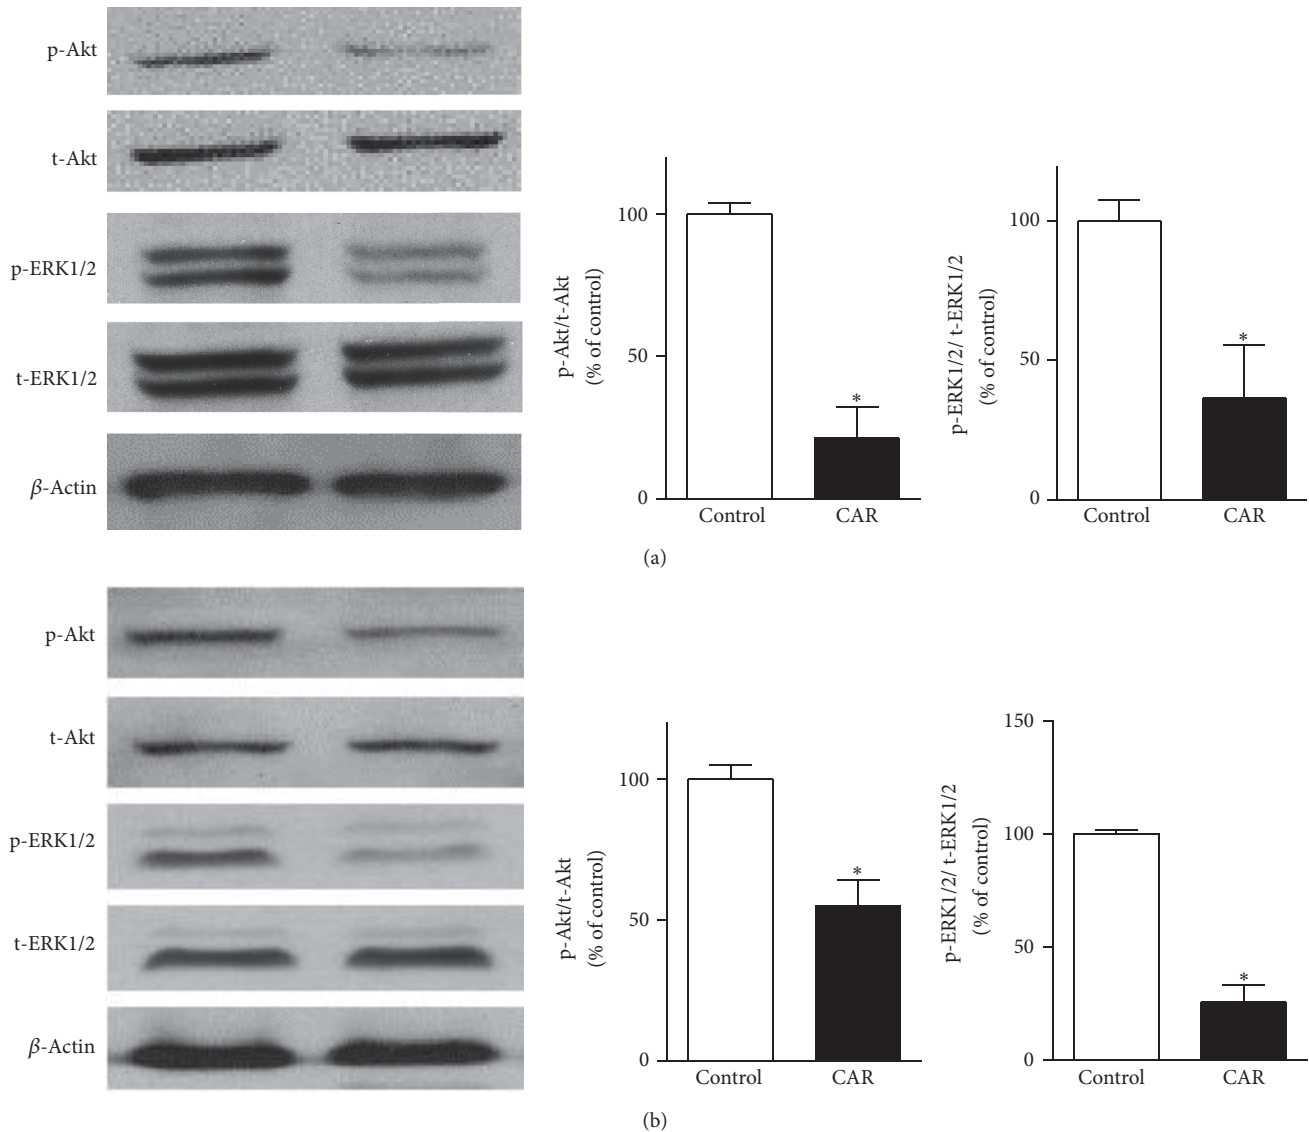 p-Akt
t-Akt
p-ERK1/2
t-ERK1/2
β-Actin
p-Akt/t-Akt
(% of control)
100
50
0
*
Control CAR
p-ERK1/2/ t-ERK1/2
(% of control)
100
50
0
*
Control CAR
(a)
p-Akt
t-Akt
p-ERK1/2
t-ERK1/2
β-Actin
p-Akt/t-Akt
(% of control)
100
50
0
*
Control CAR
p-ERK1/2/ t-ERK1/2
(% of control)
150
100
50
0
*
Control CAR
(b)